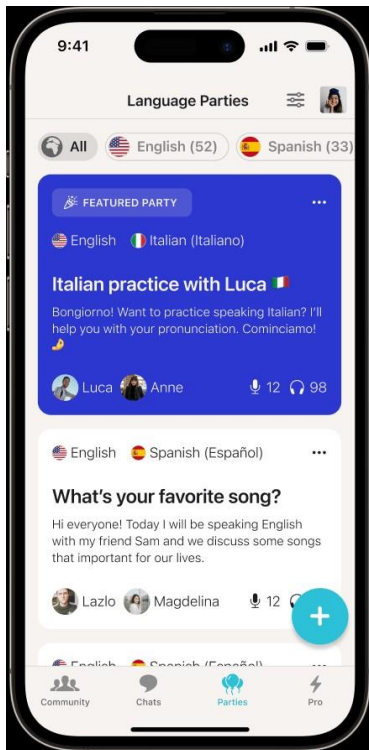 9:41
Language Parties
All
English (52)
Spanish (33)
FEATURED PARTY
English Italian (Italiano)
Italian practice with Luca
Bongiorno! Want to practice speaking Italian? I'll
help you with your pronunciation. Cominciamo!
Luca Anne 12 98
English Spanish (Español)
What's your favorite song?
Hi everyone! Today I will be speaking English
with my friend Sam and we discuss some songs
that important for our lives.
Lazlo Magdelina 12
English Spanish (Español)
Community Chats Parties Pro